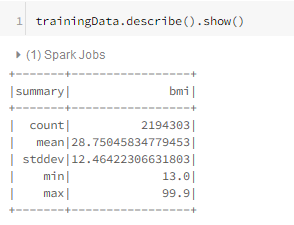 1 trainingData.describe().show()
(1) Spark Jobs
+-------+-----------------+
|summary|              bmi|
+-------+-----------------+
|  count|          2194303|
|   mean|28.75045834779453|
| stddev|12.46422306631803|
|    min|             13.0|
|    max|             99.9|
+-------+-----------------+